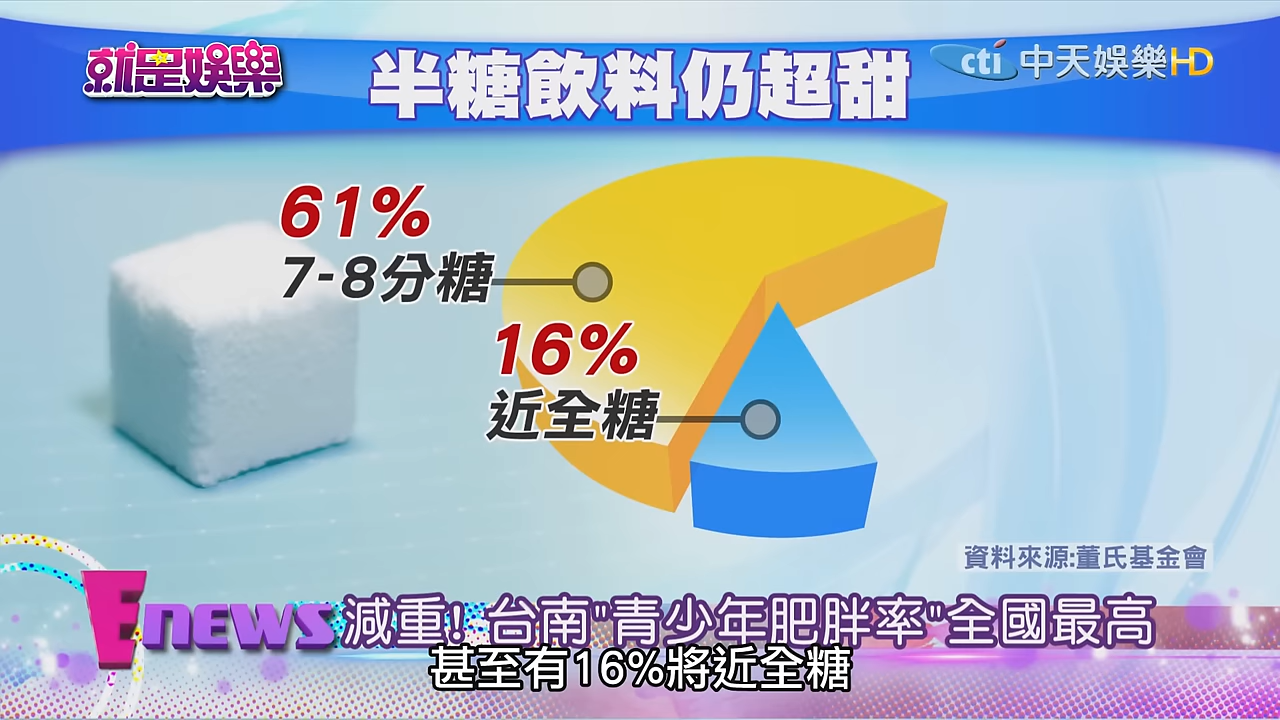 就是娛樂
半糖飲料仍超甜
cti 中天娛樂HD
61%
7-8分糖
16%
近全糖
資料來源:董氏基金會
Enews
減重! 台南"青少年肥胖率"全國最高
甚至有16%將近全糖